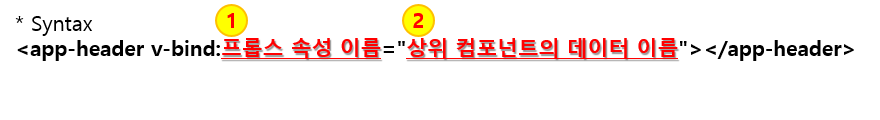 * Syntax
1 2
<app-header v-bind:프롭스 속성 이름="상위 컴포넌트의 데이터 이름"></app-header>